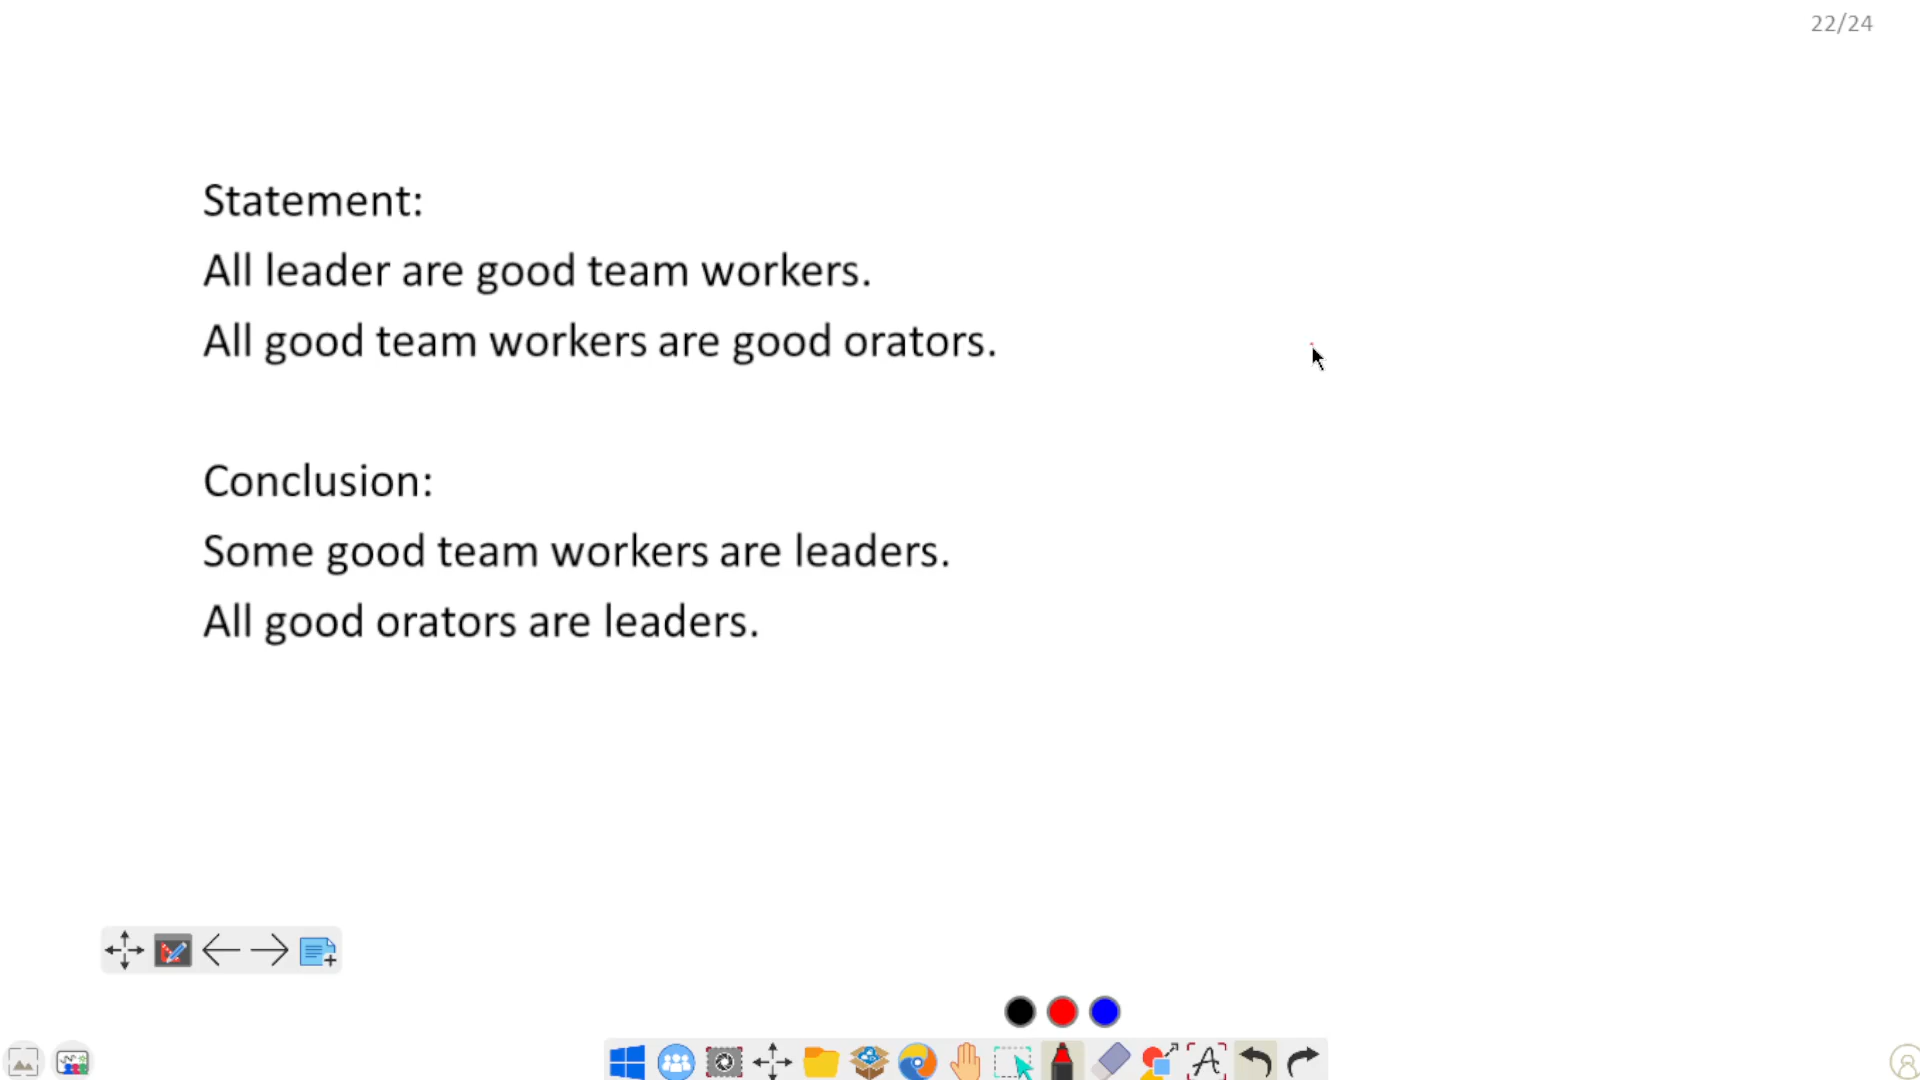 22/24
Statement:
All leader are good team workers.
All good team workers are good orators.
Conclusion:
Some good team workers are leaders.
All good orators are leaders.